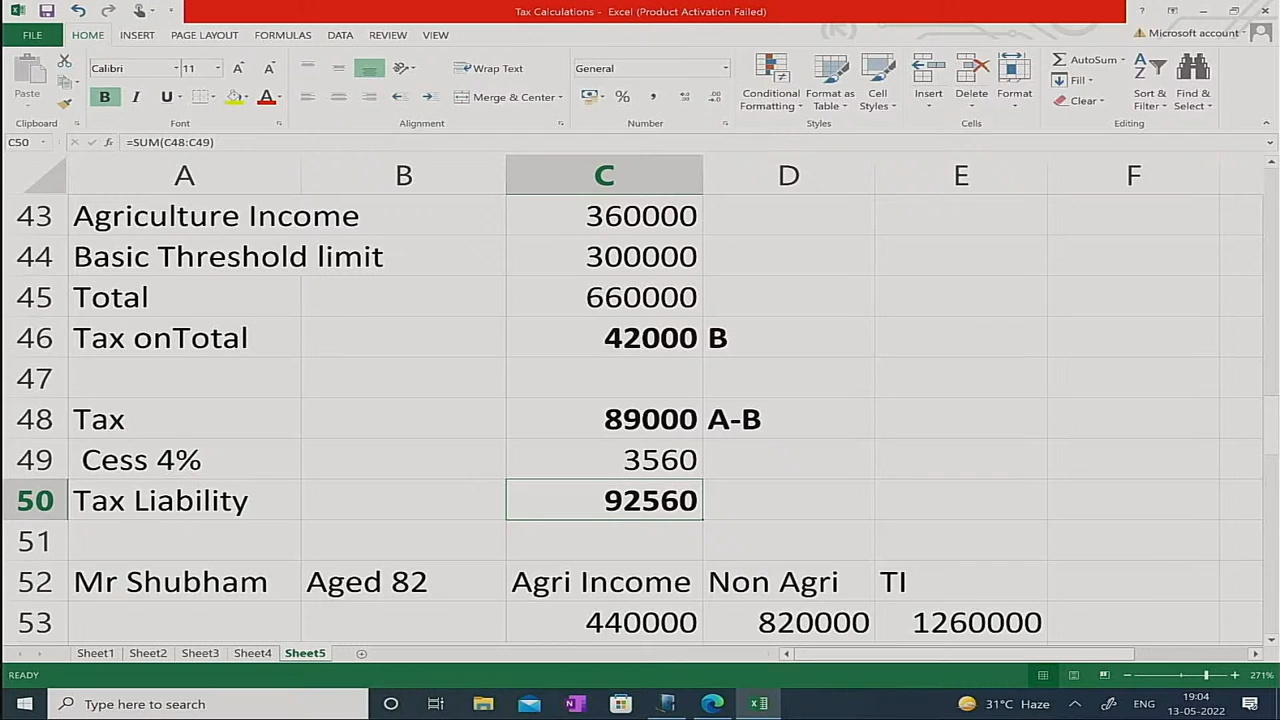 Tax Calculations - Excel (Product Activation Failed)
FILE HOME INSERT PAGE LAYOUT FORMULAS DATA REVIEW VIEW Microsoft account
Paste Calibri 11 Wrap Text General Conditional Formatting Format as Table Cell Styles Insert Delete Format AutoSum Fill Clear Sort & Filter Find & Select
B I U A Merge & Center %
Clipboard Font Alignment Number Styles Cells Editing
C50 fx =SUM(C48:C49)
A B C D E F
43 Agriculture Income 360000
44 Basic Threshold limit 300000
45 Total 660000
46 Tax onTotal 42000 B
47
48 Tax 89000 A-B
49 Cess 4% 3560
50 Tax Liability 92560
51
52 Mr Shubham Aged 82 Agri Income Non Agri TI
53 440000 820000 1260000
Sheet1 Sheet2 Sheet3 Sheet4 Sheet5
READY 271%
Type here to search 31°C Haze ENG 19:04
13-05-2022